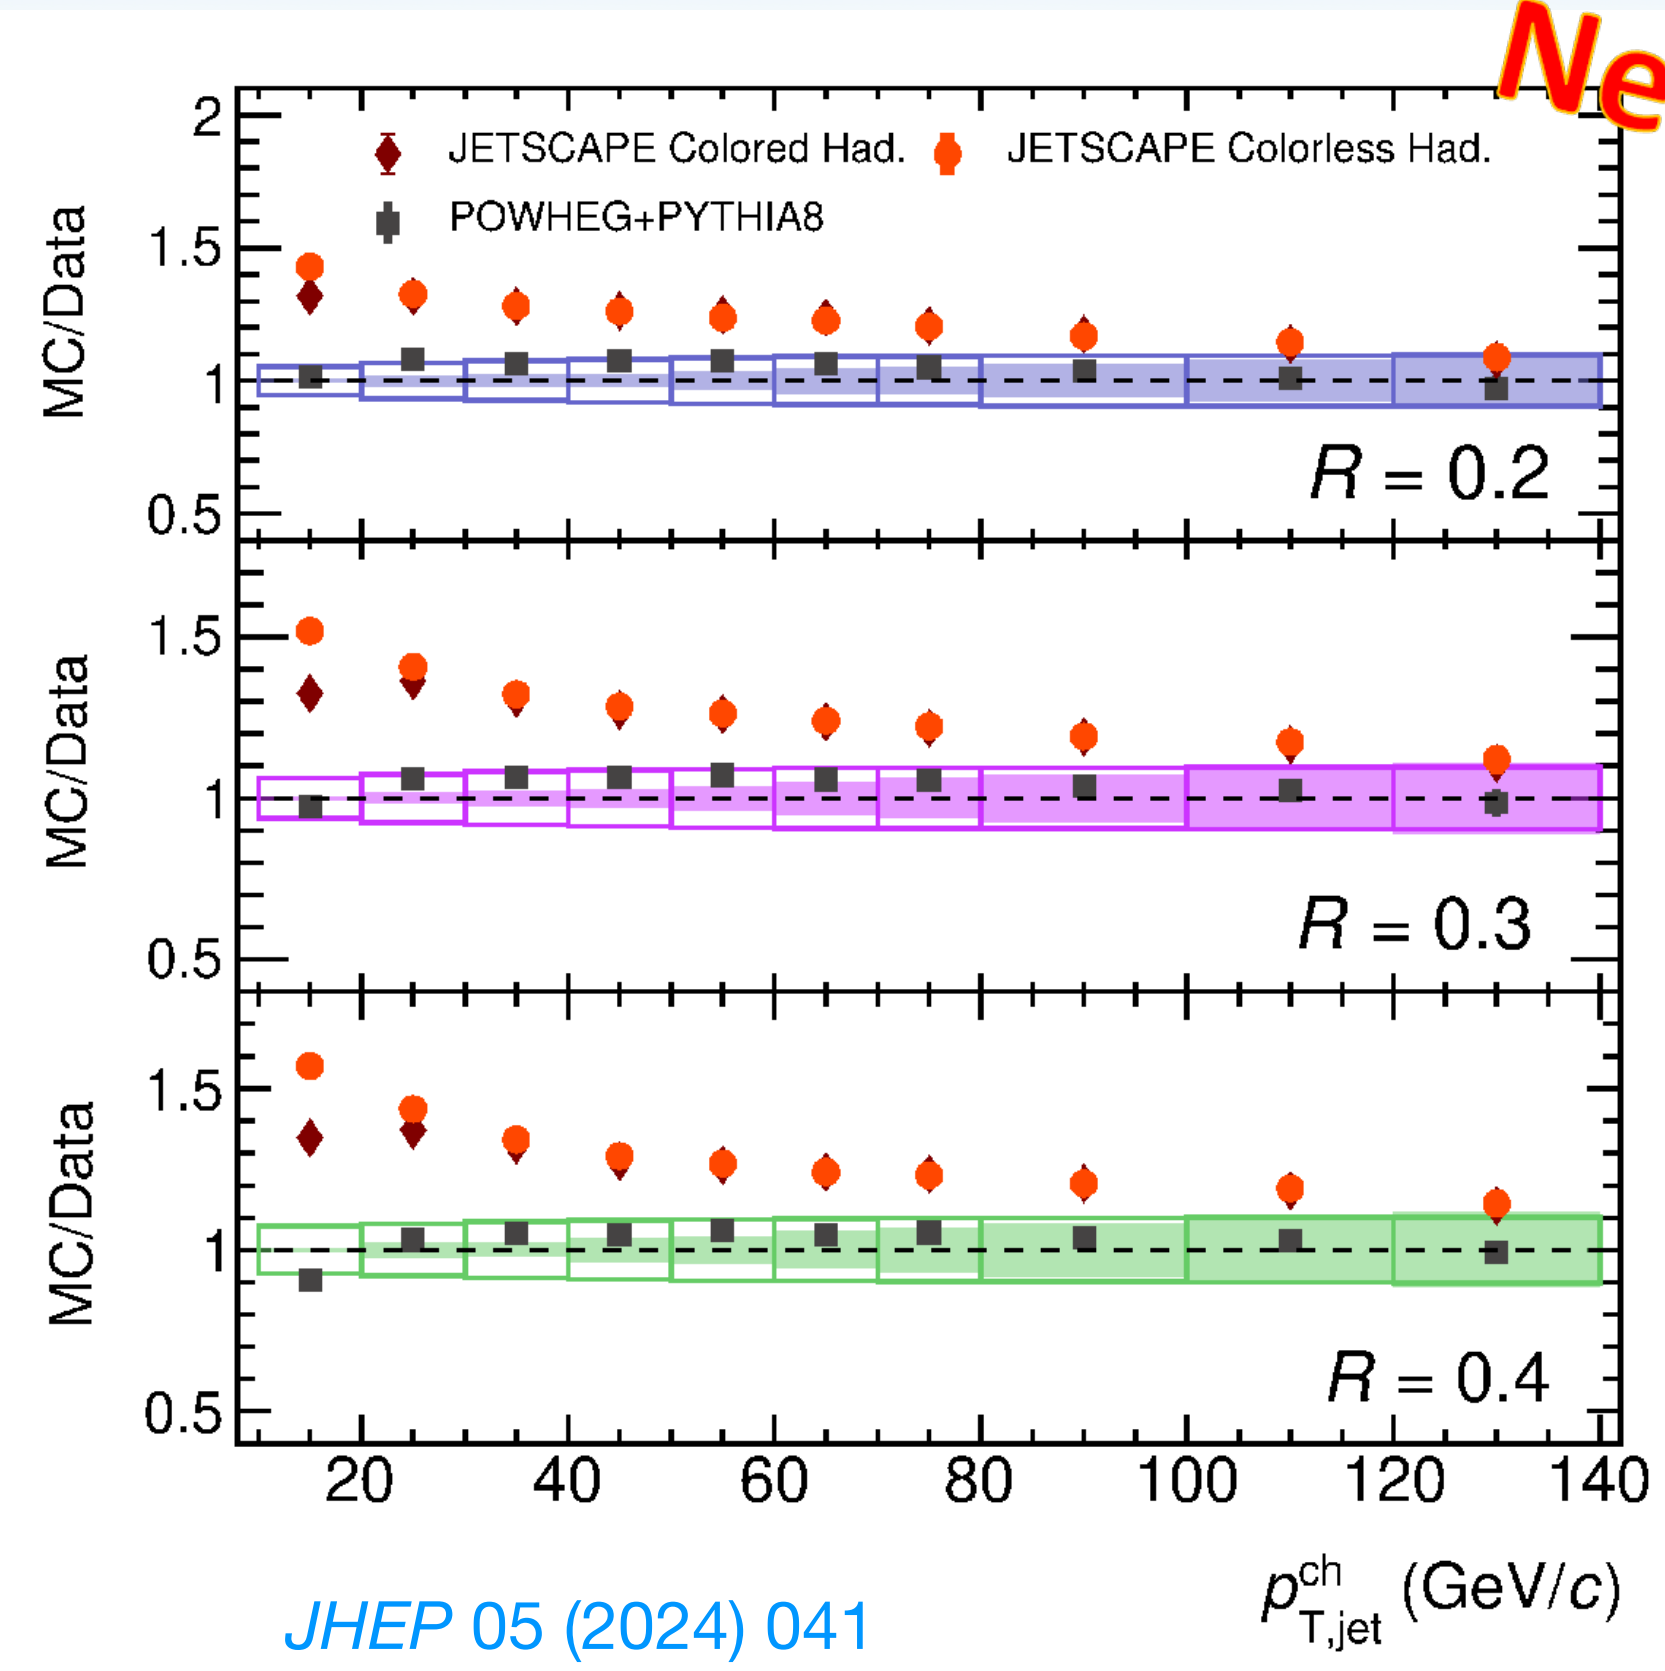 Ne
2
JETSCAPE Colored Had.
JETSCAPE Colorless Had.
POWHEG+PYTHIA8
1.5
MC/Data
1
R = 0.2
0.5
1.5
MC/Data
1
R = 0.3
0.5
1.5
MC/Data
1
R = 0.4
0.5
20 40 60 80 100 120 140
p ch T,jet (GeV/c)
JHEP 05 (2024) 041